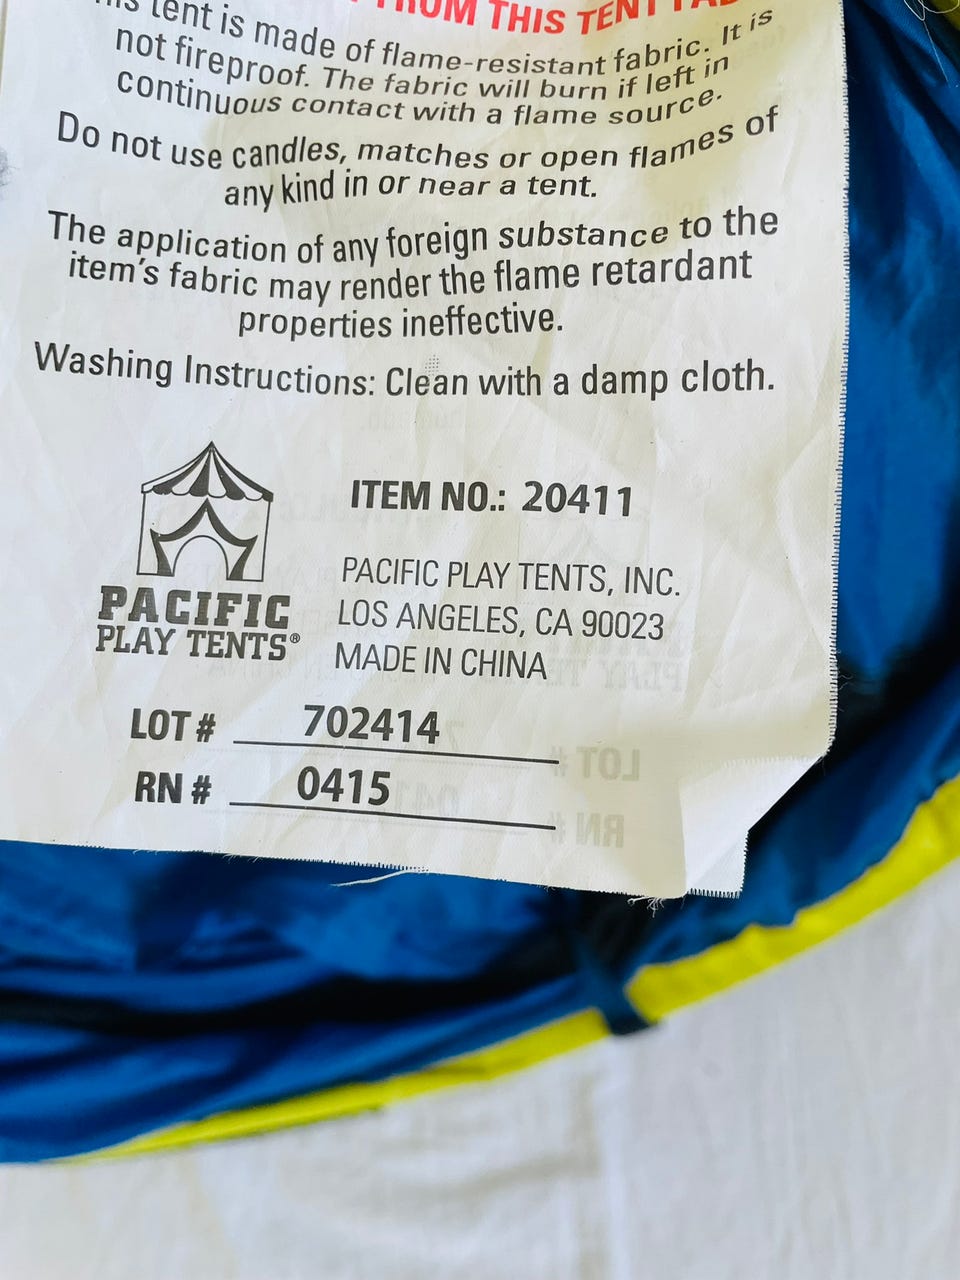 FROM THIS TENT
tent is made of flame-resistant fabric. It is
not fireproof. The fabric will burn if left in
continuous contact with a flame source.
Do not use candles, matches or open flames of
any kind in or near a tent.
The application of any foreign substance to the
item's fabric may render the flame retardant
properties ineffective.
Washing Instructions: Clean with a damp cloth.
ITEM NO.: 20411
PACIFIC PLAY TENTS, INC.
LOS ANGELES, CA 90023
MADE IN CHINA
PACIFIC
PLAY TENTS®
LOT # 702414
RN # 0415
LOT #
RN #